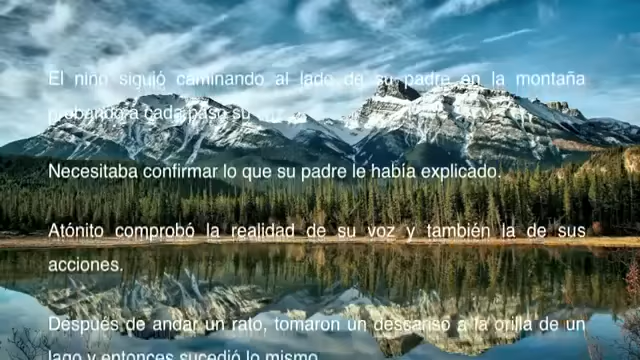 El niño siguió caminando al lado de su padre en la montaña
probando a cada paso su
Necesitaba confirmar lo que su padre le había explicado.
Atónito comprobó la realidad de su voz y también la de sus
acciones.
Después de andar un rato, tomaron un descanso a la orilla de un
lago y entonces sucedió lo mismo